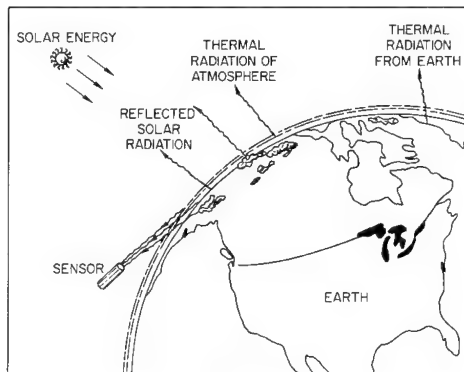 SOLAR ENERGY
THERMAL
RADIATION OF
ATMOSPHERE
THERMAL
RADIATION
FROM EARTH
REFLECTED
SOLAR
RADIATION
SENSOR
EARTH